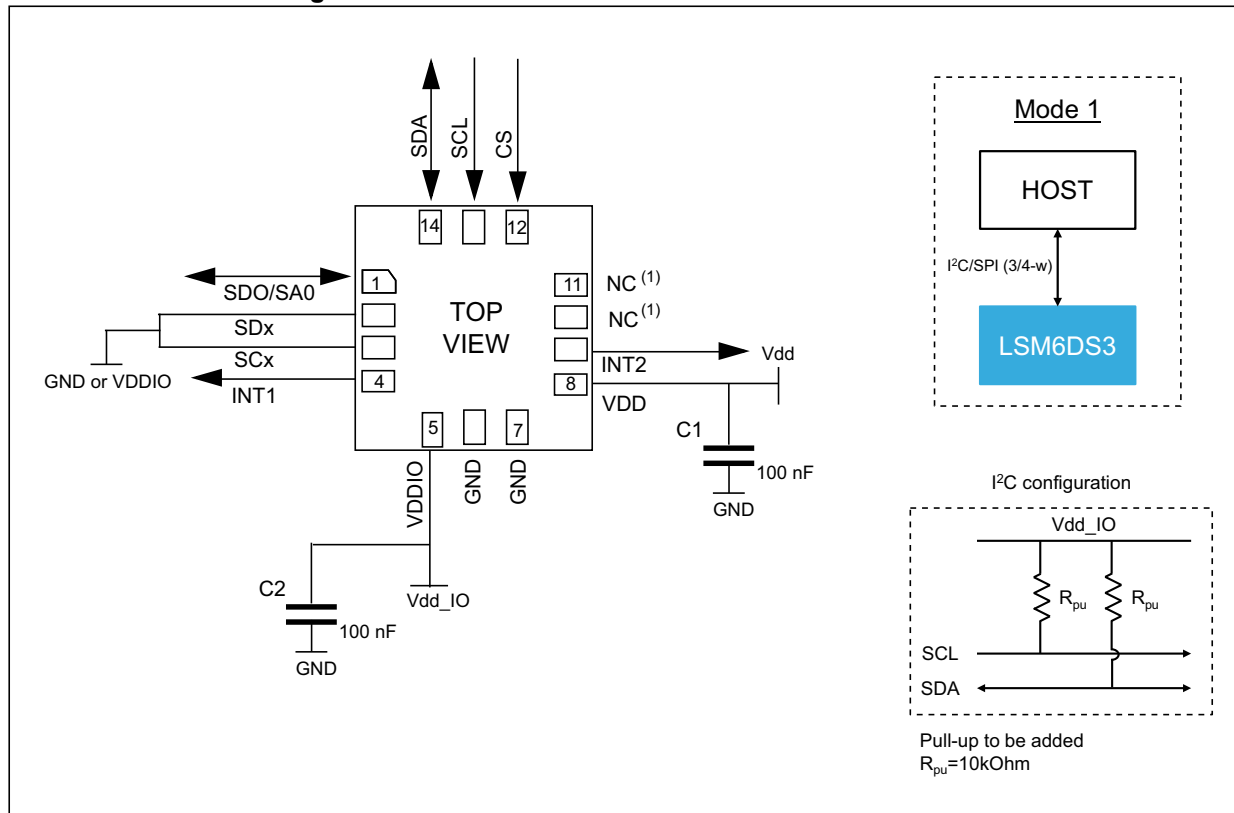 SDA
SCL
CS
14
12
1
11
NC (1)
SDO/SA0
TOP
VIEW
NC (1)
SDx
SCx
GND or VDDIO
INT1
4
INT2
Vdd
8
VDD
5
7
VDDIO
GND
GND
C1
100 nF
GND
C2
100 nF
GND
Vdd_IO
Mode 1
HOST
I²C/SPI (3/4-w)
LSM6DS3
I²C configuration
Vdd_IO
Rpu
Rpu
SCL
SDA
Pull-up to be added
Rpu=10kOhm